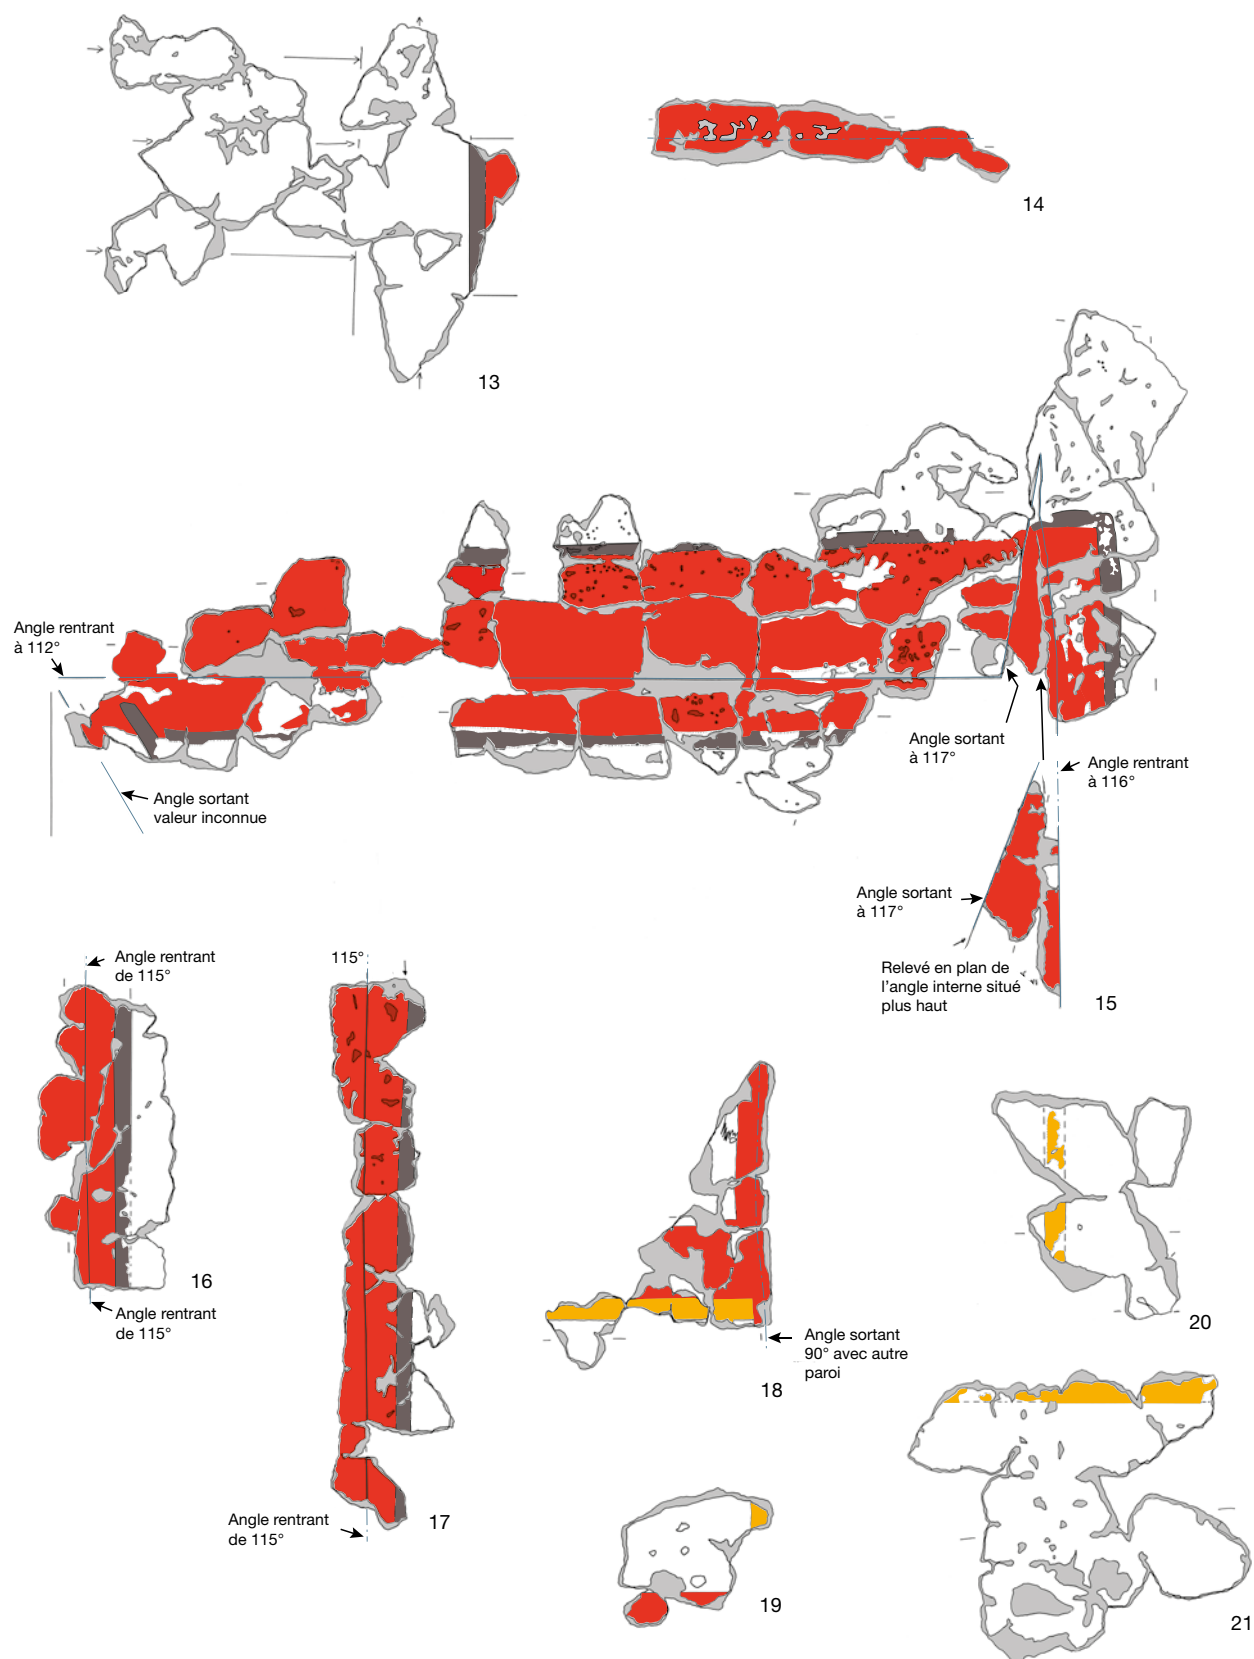 14
13
Angle rentrant
à 112°
Angle sortant
à 117°
Angle rentrant
à 116°
Angle sortant
valeur inconnue
Angle sortant
à 117°
Relevé en plan de
l’angle interne situé
plus haut
15
Angle rentrant
de 115°
115°
16
Angle rentrant
de 115°
20
Angle sortant
90° avec autre
paroi
18
17
Angle rentrant
de 115°
19
21